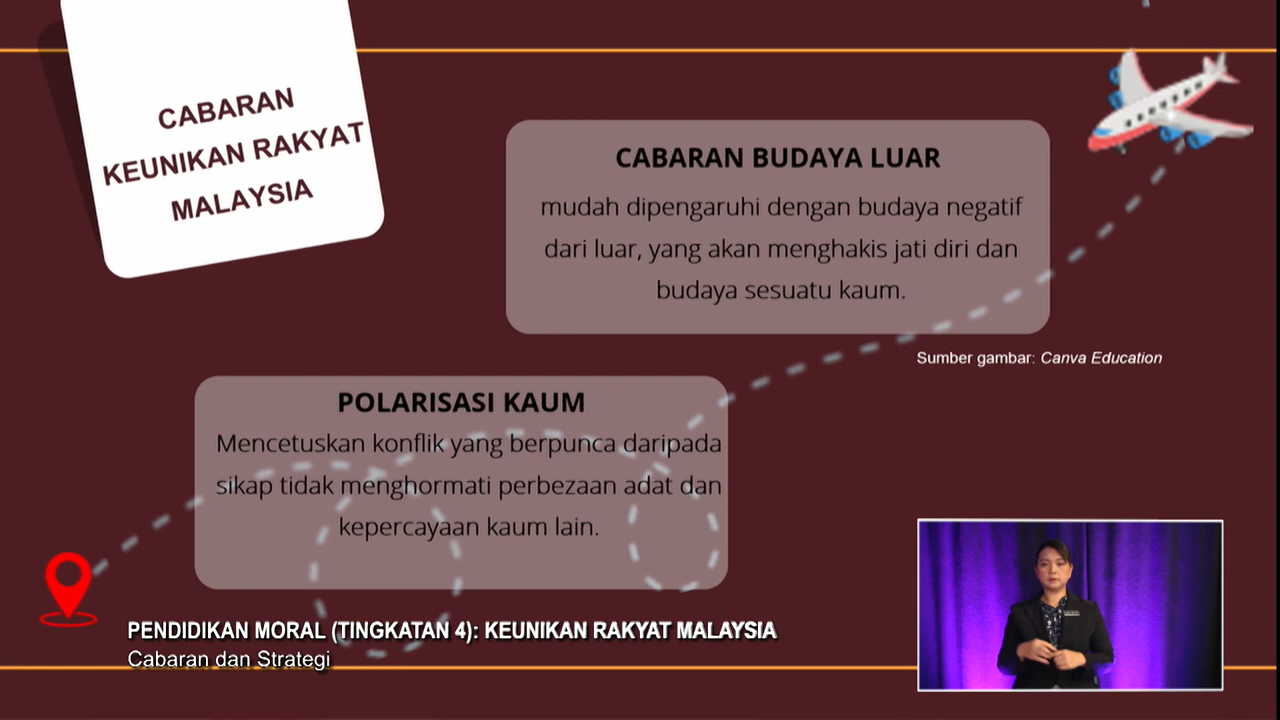 CABARAN
KEUNIKAN RAKYAT
MALAYSIA
CABARAN BUDAYA LUAR
mudah dipengaruhi dengan budaya negatif
dari luar, yang akan menghakis jati diri dan
budaya sesuatu kaum.
Sumber gambar: Canva Education
POLARISASI KAUM
Mencetuskan konflik yang berpunca daripada
sikap tidak menghormati perbezaan adat dan
kepercayaan kaum lain.
PENDIDIKAN MORAL (TINGKATAN 4): KEUNIKAN RAKYAT MALAYSIA
Cabaran dan Strategi